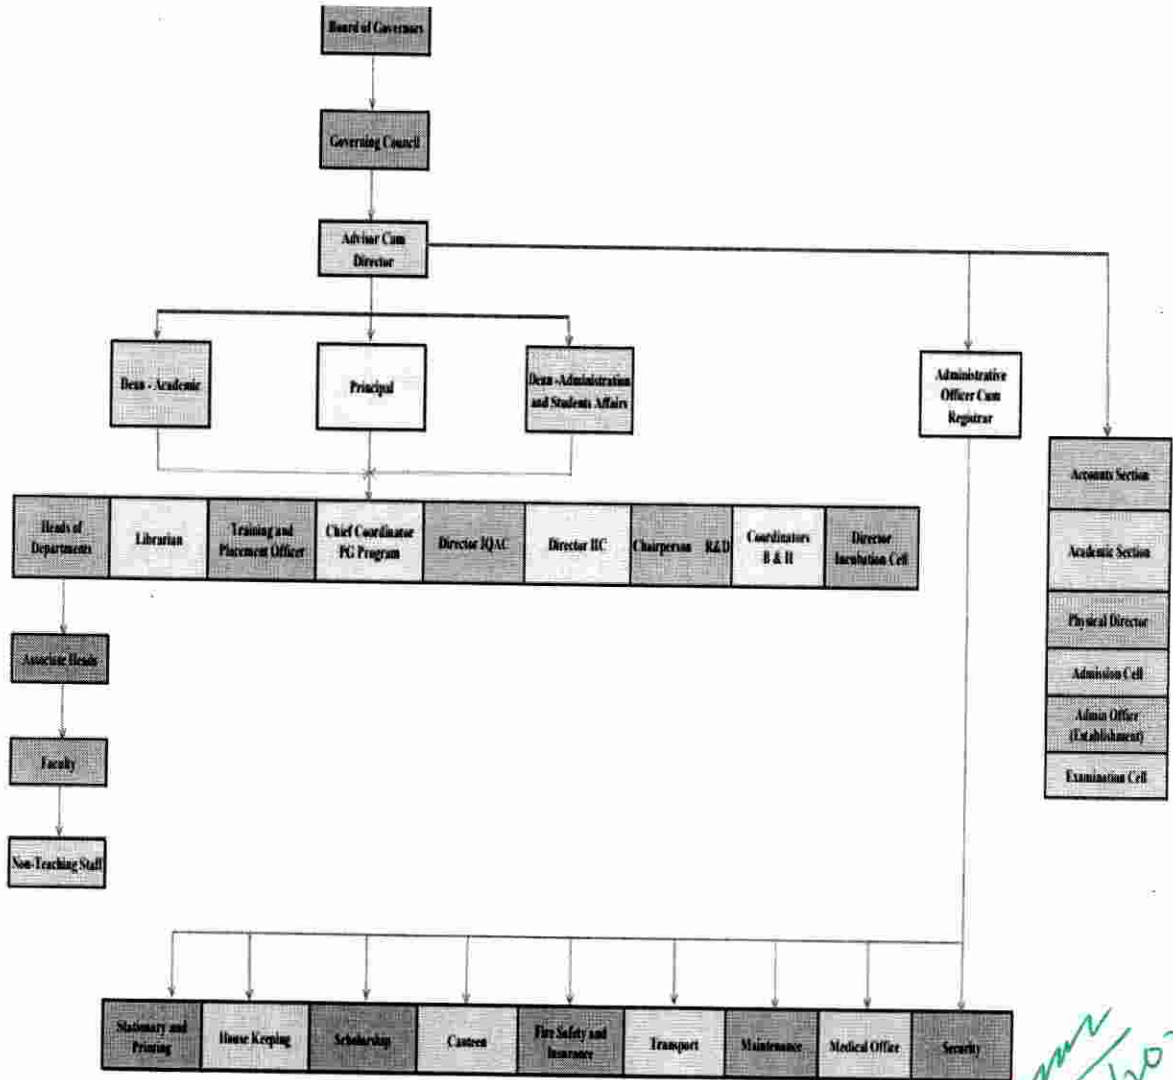 Board of Governors
Governing Council
Advisor Cum
Director
Dean - Academic
Principal
Dean -Administration
and Students Affairs
Administrative
Officer Cum
Registrar
Accounts Section
Academic Section
Physical Director
Admission Cell
Admin Office
(Establishment)
Examination Cell
Heads of
Departments
Librarian
Training and
Placement Officer
Chief Coordinator
PG Program
Director IQAC
Director IIC
Chairperson R&D
Coordinators
Director
Incubation Cell
Associate Heads
Faculty
Non-Teaching Staff
Stationary and
Printing
House Keeping
Scholarship
Canteen
Fire Safety and
Insurance
Transport
Maintenance
Medical Office
Security